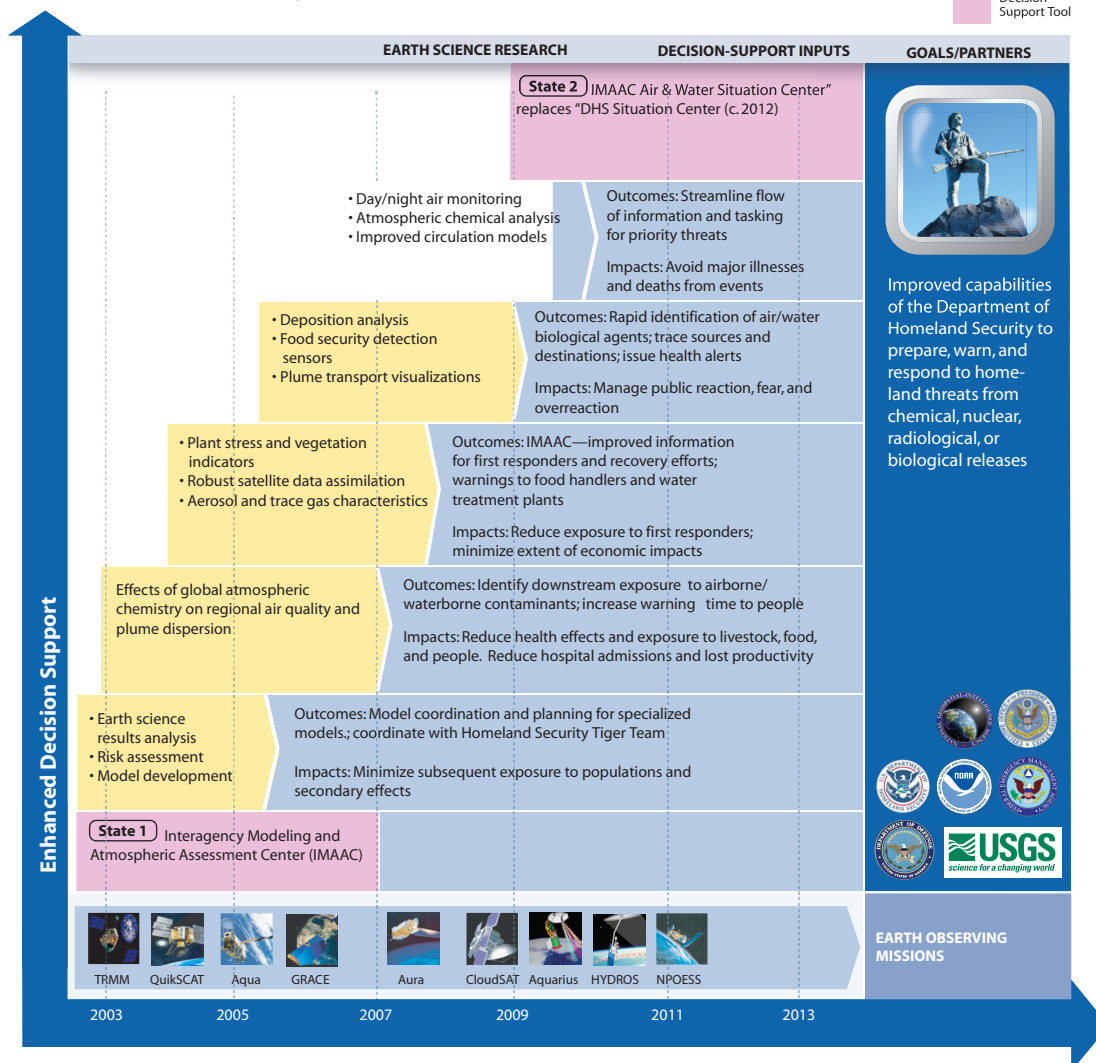 Support Tool
EARTH SCIENCE RESEARCH
DECISION-SUPPORT INPUTS
GOALS/PARTNERS
State 2 IMAAC Air & Water Situation Center”
replaces “DHS Situation Center (c. 2012)
• Day/night air monitoring
• Atmospheric chemical analysis
• Improved circulation models
Outcomes: Streamline flow
of information and tasking
for priority threats
Impacts: Avoid major illnesses
and deaths from events
Improved capabilities
of the Department of
Homeland Security to
prepare, warn, and
respond to home-
land threats from
chemical, nuclear,
radiological, or
biological releases
• Deposition analysis
• Food security detection
sensors
• Plume transport visualizations
Outcomes: Rapid identification of air/water
biological agents; trace sources and
destinations; issue health alerts
Impacts: Manage public reaction, fear, and
overreaction
• Plant stress and vegetation
indicators
• Robust satellite data assimilation
• Aerosol and trace gas characteristics
Outcomes: IMAAC—improved information
for first responders and recovery efforts;
warnings to food handlers and water
treatment plants
Impacts: Reduce exposure to first responders;
minimize extent of economic impacts
Effects of global atmospheric
chemistry on regional air quality and
plume dispersion
Outcomes: Identify downstream exposure to airborne/
waterborne contaminants; increase warning time to people
Impacts: Reduce health effects and exposure to livestock, food,
and people. Reduce hospital admissions and lost productivity
• Earth science
results analysis
• Risk assessment
• Model development
Outcomes: Model coordination and planning for specialized
models.; coordinate with Homeland Security Tiger Team
Impacts: Minimize subsequent exposure to populations and
secondary effects
State 1 Interagency Modeling and
Atmospheric Assessment Center (IMAAC)
Enhanced Decision Support
NOAA
USGS
science for a changing world
TRMM
QuikSCAT
Aqua
GRACE
Aura
CloudSAT
Aquarius
HYDROS
NPOESS
EARTH OBSERVING
MISSIONS
2003
2005
2007
2009
2011
2013